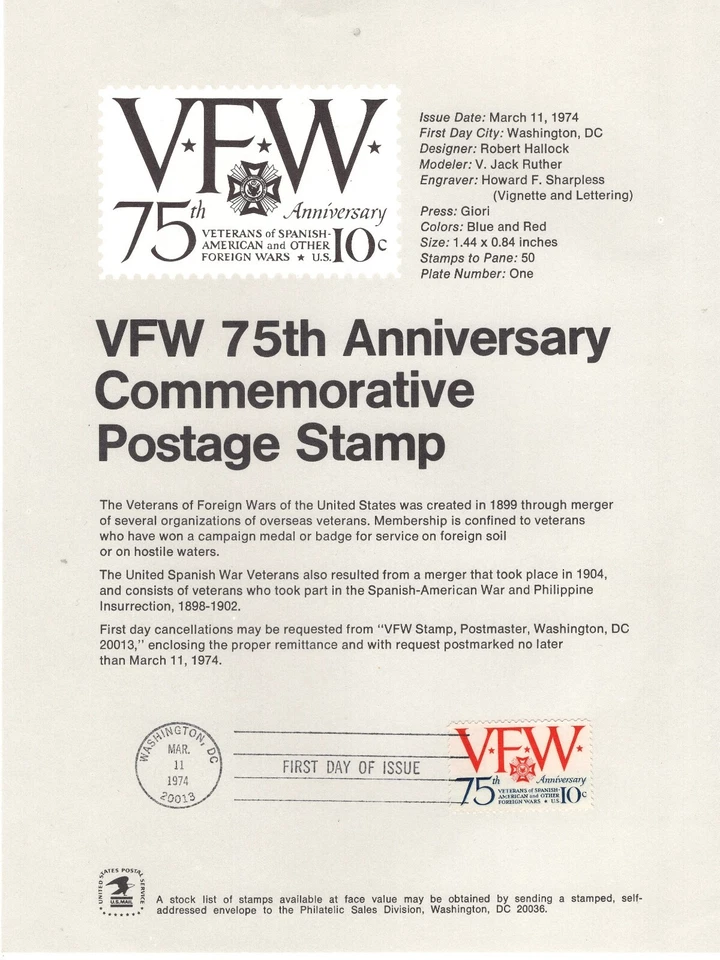 V★F★W★
75th Anniversary
VETERANS of SPANISH-
AMERICAN and OTHER
FOREIGN WARS ★ U.S. 10c
Issue Date: March 11, 1974
First Day City: Washington, DC
Designer: Robert Hallock
Modeler: V. Jack Ruther
Engraver: Howard F. Sharpless
(Vignette and Lettering)
Press: Giori
Colors: Blue and Red
Size: 1.44 x 0.84 inches
Stamps to Pane: 50
Plate Number: One
VFW 75th Anniversary
Commemorative
Postage Stamp
The Veterans of Foreign Wars of the United States was created in 1899 through merger
of several organizations of overseas veterans. Membership is confined to veterans
who have won a campaign medal or badge for service on foreign soil
or on hostile waters.
The United Spanish War Veterans also resulted from a merger that took place in 1904,
and consists of veterans who took part in the Spanish-American War and Philippine
Insurrection, 1898-1902.
First day cancellations may be requested from “VFW Stamp, Postmaster, Washington, DC
20013,” enclosing the proper remittance and with request postmarked no later
than March 11, 1974.
WASHINGTON, DC
MAR.
11
1974
20013
FIRST DAY OF ISSUE
V★F★W★
75th Anniversary
VETERANS of SPANISH-
AMERICAN and OTHER
FOREIGN WARS ★ U.S. 10c
UNITED STATES POSTAL SERVICE
U.S. MAIL
A stock list of stamps available at face value may be obtained by sending a stamped, self-
addressed envelope to the Philatelic Sales Division, Washington, DC 20036.